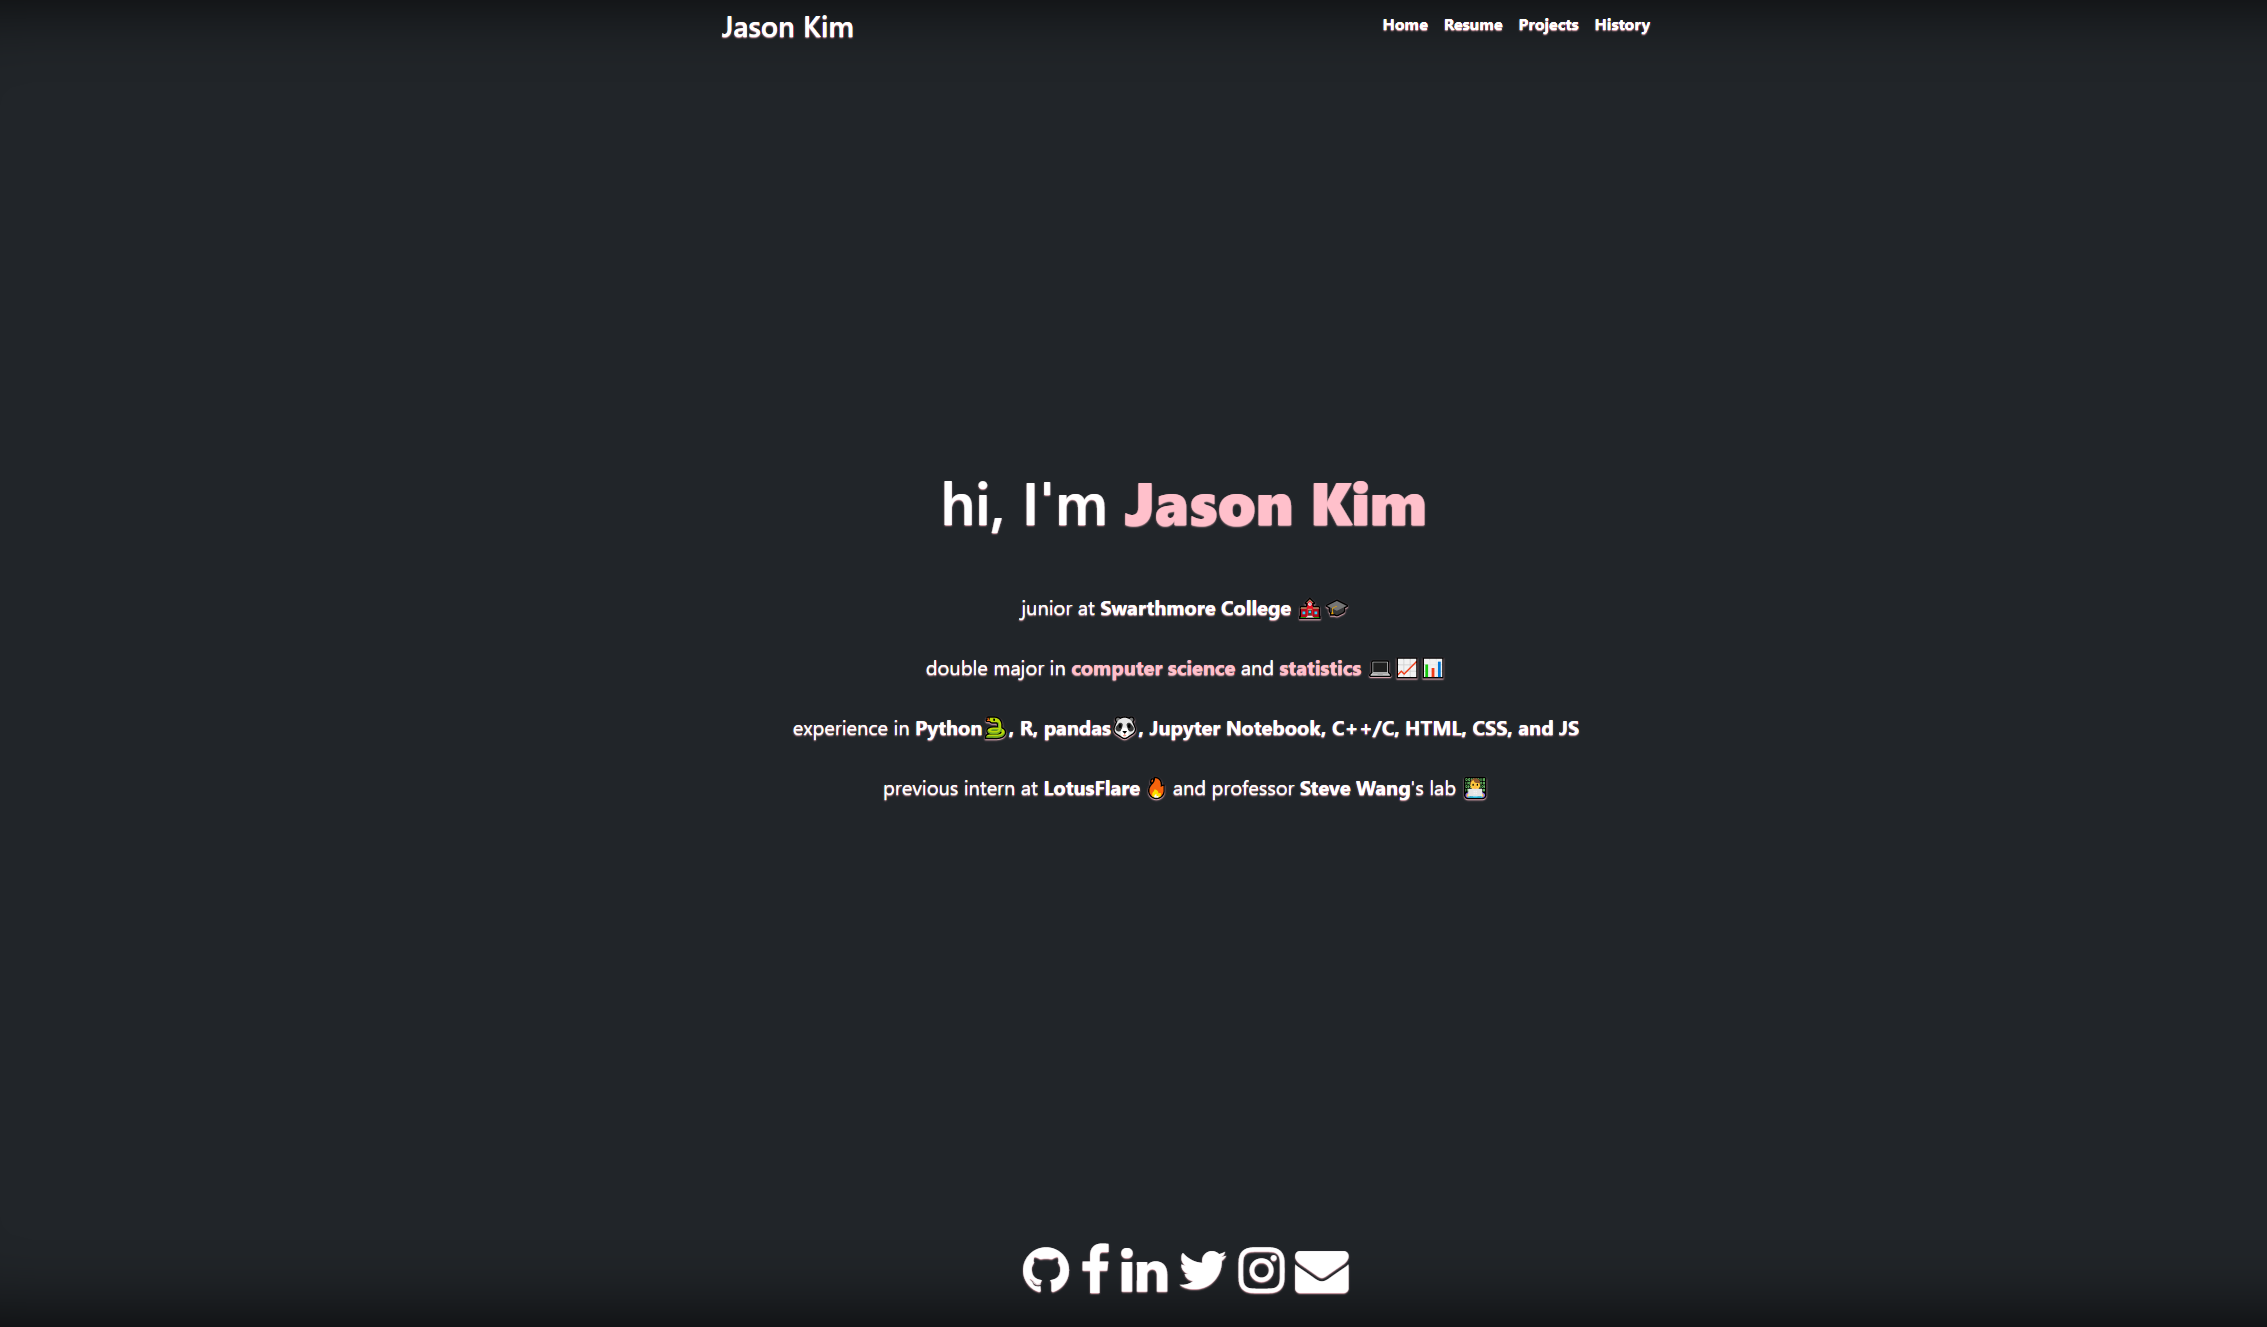 Jason Kim
Home Resume Projects History
hi, I'm Jason Kim
junior at Swarthmore College 🏫🎓
double major in computer science and statistics 💻📈📊
experience in Python🐍, R, pandas🐼, Jupyter Notebook, C++/C, HTML, CSS, and JS
previous intern at LotusFlare 🔥 and professor Steve Wang's lab 👨‍💻